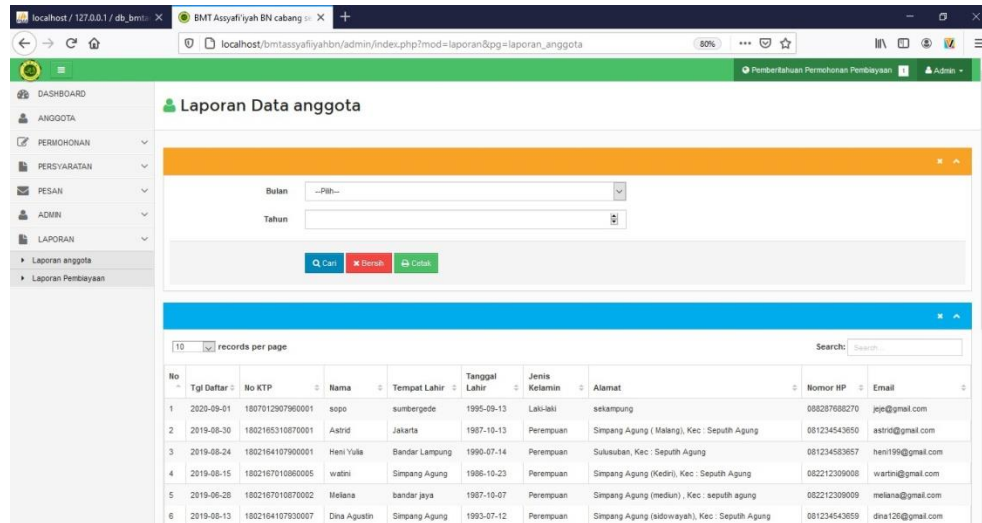 localhost / 127.0.0.1 / db_bmta
BMT Assyafi'iyah BN cabang se
localhost/bmtassyafiiyahbn/admin/index.php?mod=laporan&pg=laporan_anggota
80%
Pemberitahuan Permohonan Pembiayaan 1 Admin
DASHBOARD
ANGGOTA
PERMOHONAN
PERSYARATAN
PESAN
ADMIN
LAPORAN
Laporan anggota
Laporan Pembiayaan
Laporan Data anggota
Bulan --Pilih--
Tahun
Cari Bersih Cetak
10 records per page Search: Search...
No Tgl Daftar No KTP Nama Tempat Lahir Tanggal Lahir Jenis Kelamin Alamat Nomor HP Email
1 2020-09-01 1807012907960001 sopo sumbergede 1995-09-13 Laki-laki sekampung 088287688270 jeje@gmail.com
2 2019-08-30 1802165310870001 Astrid Jakarta 1987-10-13 Perempuan Simpang Agung ( Malang), Kec : Seputih Agung 081234543650 astrid@gmail.com
3 2019-08-24 1802164107900001 Heni Yulia Bandar Lampung 1990-07-14 Perempuan Sulusuban, Kec : Seputih Agung 081234583657 heni199@gmail.com
4 2019-08-15 1802167010860005 watini Simpang Agung 1986-10-23 Perempuan Simpang Agung (Kediri), Kec : Seputih Agung 082212309008 wartini@gmail.com
5 2019-06-28 1802167010870002 Meliana bandar jaya 1987-10-07 Perempuan Simpang Agung (mediun) , Kec : seputih agung 082212309009 meliana@gmail.com
6 2019-08-13 1802164107930007 Dina Agustin Simpang Agung 1993-07-12 Perempuan Simpang Agung (sidowayah), Kec : Seputih Agung 081234543659 dina126@gmail.com